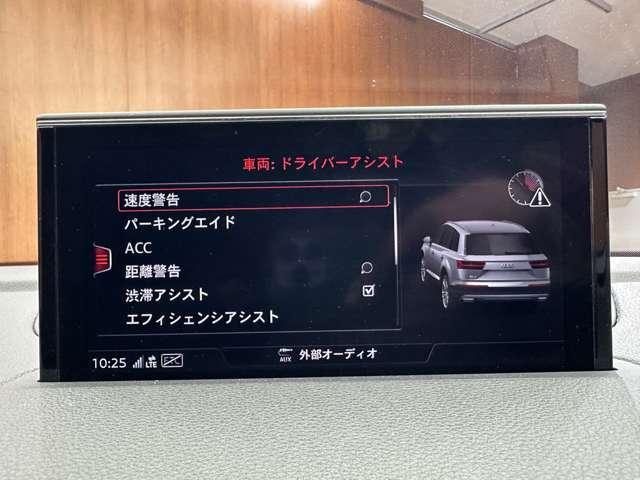 車両: ドライバーアシスト
速度警告
パーキングエイド
ACC
距離警告
渋滞アシスト
エフィシェンシアシスト
10:25 LTE
AUX 外部オーディオ